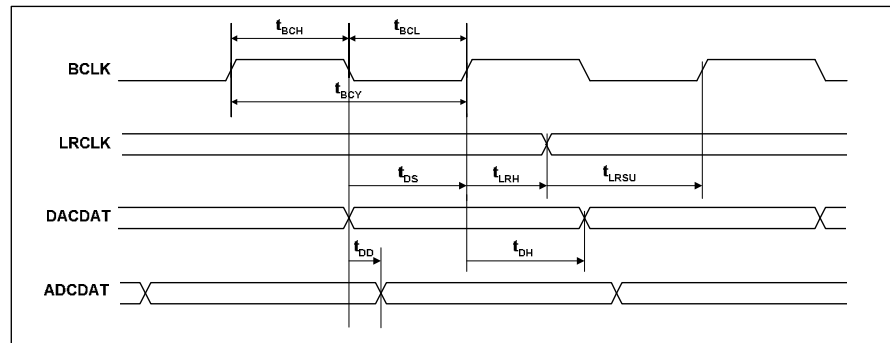 tBCH tBCL
BCLK
tBCY
LRCLK
tDS tLRH tLRSU
DACDAT
tDD tDH
ADCDAT